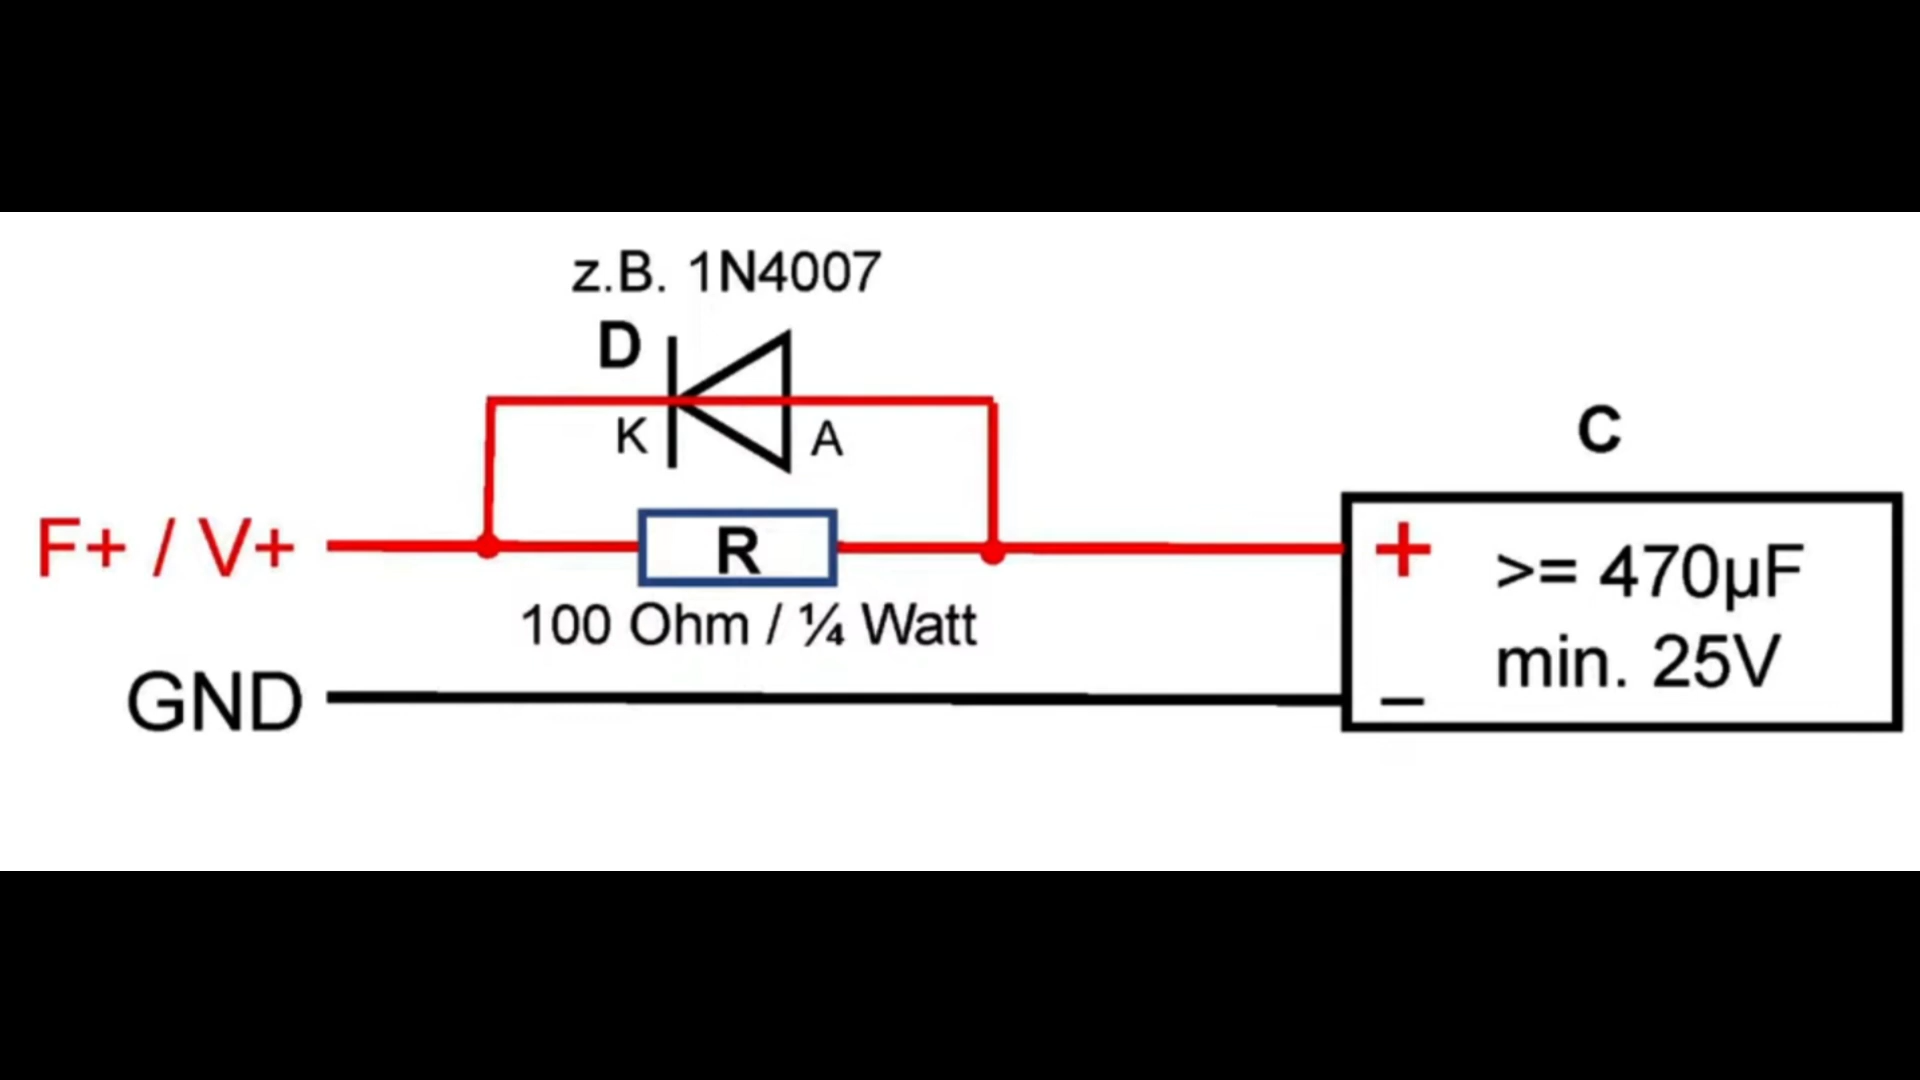 z.B. 1N4007
D
K
A
C
F+ / V+
R
+
>= 470µF
100 Ohm / ¼ Watt
min. 25V
GND
–